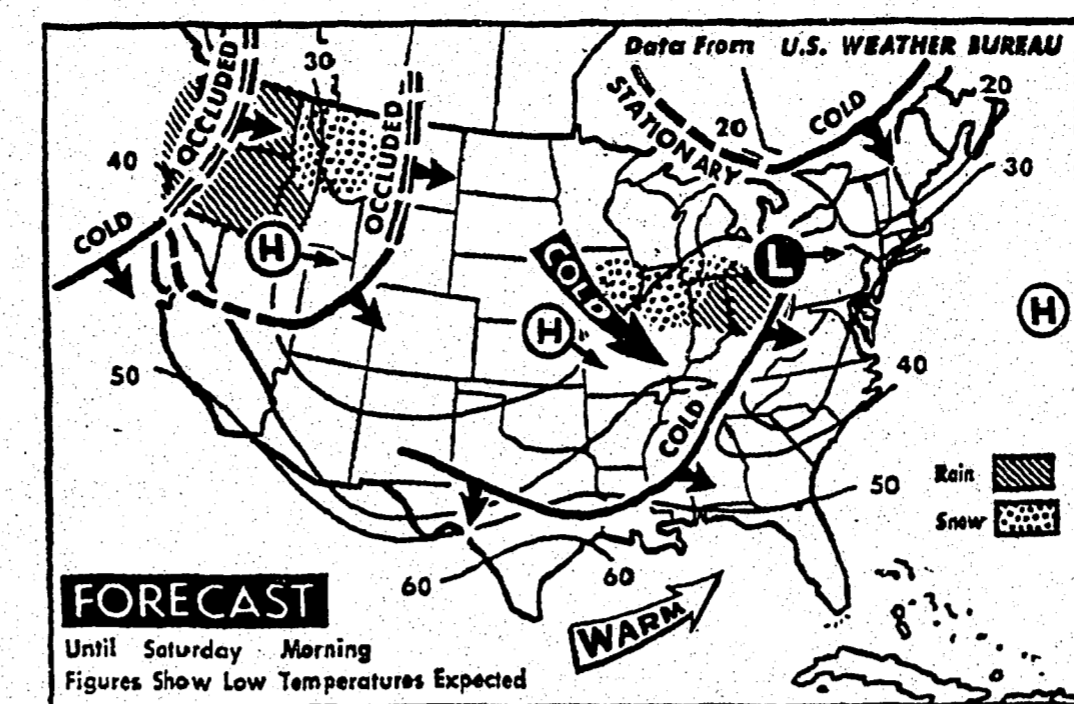 Data From U.S. WEATHER BUREAU
OCCLUDED
30
OCCLUDED
STATIONARY
20
COLD
20
40
30
COLD
H
COLD
L
H
H
50
40
COLD
Rain
50
Snow
60
60
WARM
FORECAST
Until Saturday Morning
Figures Show Low Temperatures Expected